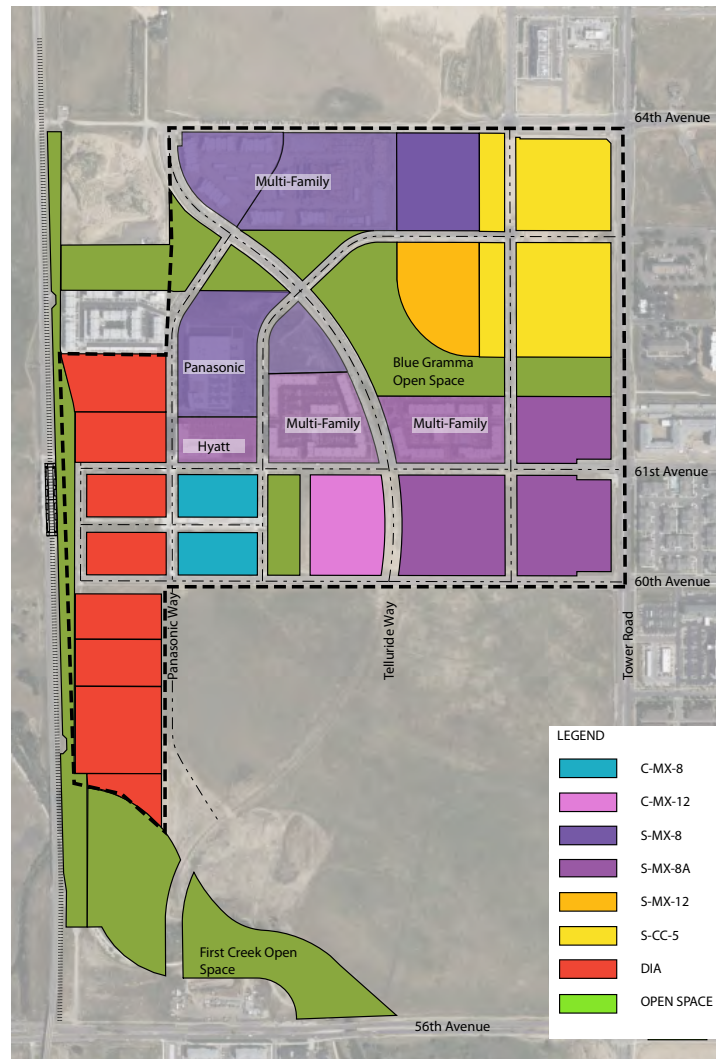 64th Avenue
Multi-Family
Blue Gramma
Open Space
Panasonic
Multi-Family
Multi-Family
Hyatt
61st Avenue
60th Avenue
Panasonic Way
Telluride Way
Tower Road
LEGEND
C-MX-8
C-MX-12
S-MX-8
S-MX-8A
S-MX-12
S-CC-5
DIA
OPEN SPACE
First Creek Open
Space
56th Avenue